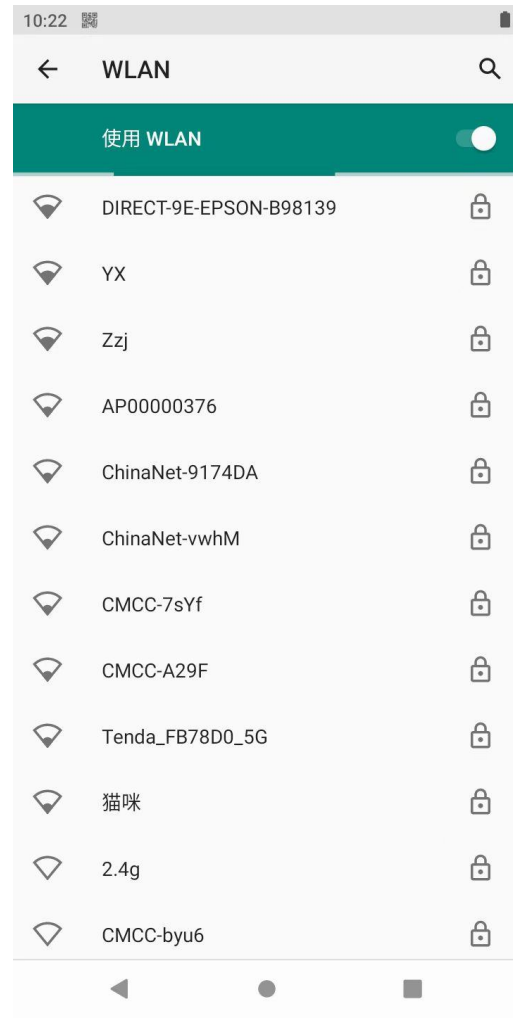 10:22
WLAN
使用 WLAN
DIRECT-9E-EPSON-B98139
YX
Zzj
AP00000376
ChinaNet-9174DA
ChinaNet-vwhM
CMCC-7sYf
CMCC-A29F
Tenda_FB78D0_5G
猫咪
2.4g
CMCC-byu6